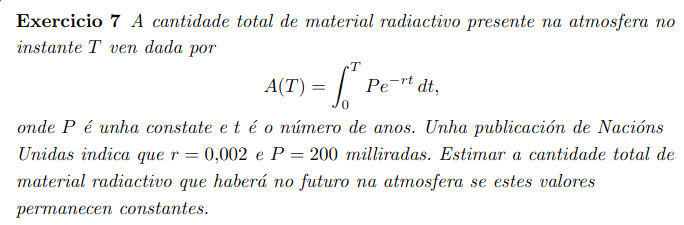 Exercicio 7 A cantidade total de material radiactivo presente na atmosfera no
instante T ven dada por
A(T) = ∫₀ᵀ Pe⁻ʳᵗ dt,
onde P é unha constate e t é o número de anos. Unha publicación de Nacións
Unidas indica que r = 0,002 e P = 200 milliradas. Estimar a cantidade total de
material radiactivo que haberá no futuro na atmosfera se estes valores
permanecen constantes.